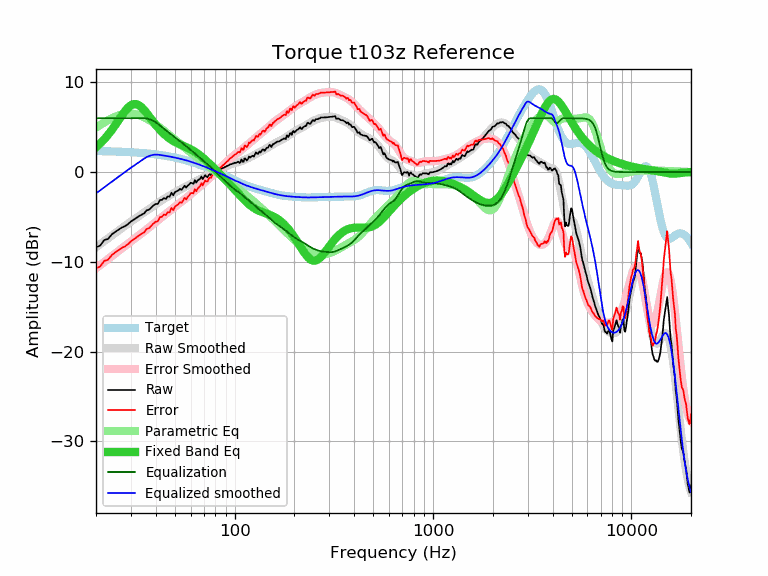 Torque t103z Reference
10
0
−10
−20
−30
Amplitude (dBr)
Target
Raw Smoothed
Error Smoothed
Raw
Error
Parametric Eq
Fixed Band Eq
Equalization
Equalized smoothed
100
1000
10000
Frequency (Hz)